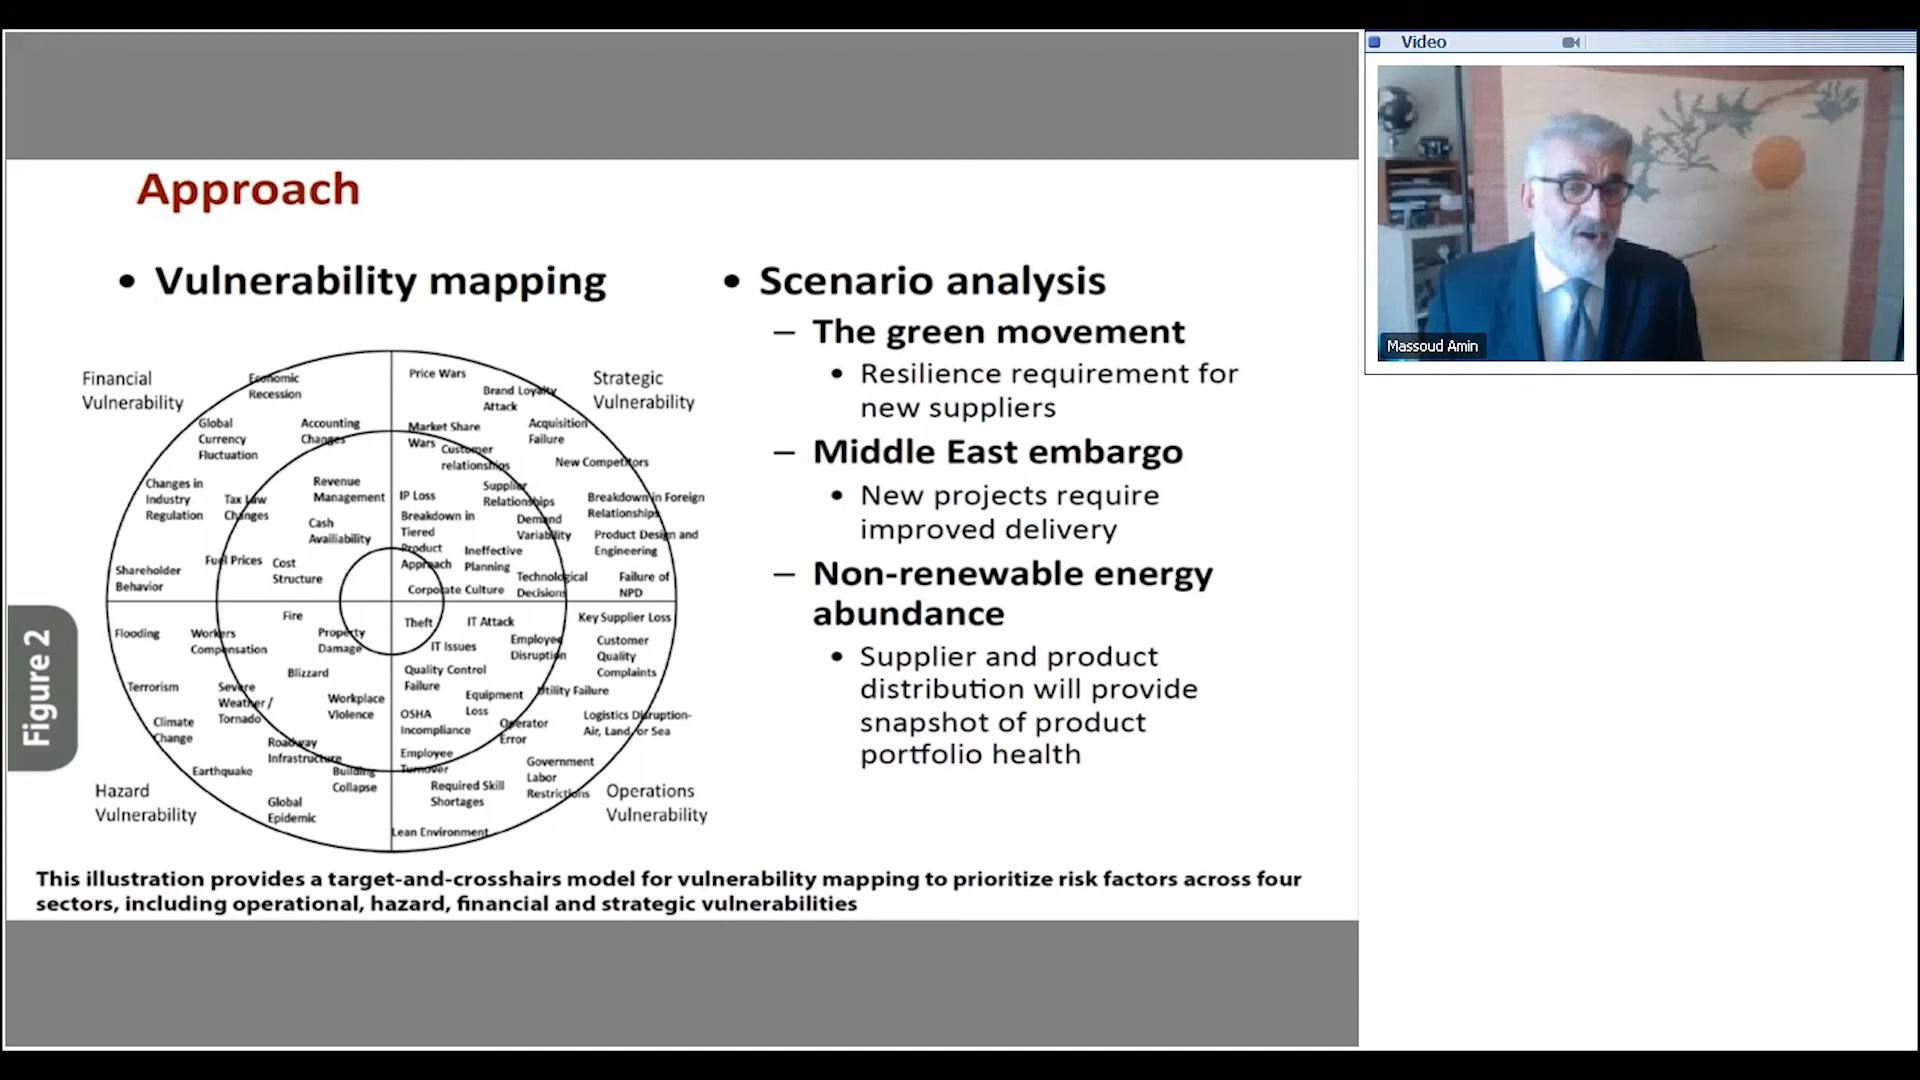 Video
Massoud Amin
Approach
• Vulnerability mapping
Financial
Vulnerability
Strategic
Vulnerability
Hazard
Vulnerability
Operations
Vulnerability
Economic
Recession
Global
Currency
Fluctuation
Accounting
Changes
Changes in
Industry
Regulation
Tax Law
Changes
Revenue
Management
Cash
Availiability
Fuel Prices
Cost
Structure
Shareholder
Behavior
Price Wars
Brand Loyalty
Attack
Market Share
Wars
Acquisition
Failure
Customer
relationships
New Competitors
IP Loss
Supplier
Relationships
Breakdown in Foreign
Relationships
Breakdown in
Tiered
Product
Approach
Demand
Variability
Product Design and
Engineering
Ineffective
Planning
Technological
Decisions
Failure of
NPD
Corporate Culture
Fire
Flooding
Workers
Compensation
Property
Damage
Blizzard
Terrorism
Severe
Weather /
Tornado
Workplace
Violence
Climate
Change
Roadway
Infrastructure
Earthquake
Building
Collapse
Global
Epidemic
Theft
IT Attack
Key Supplier Loss
IT Issues
Employee
Disruption
Customer
Quality
Complaints
Quality Control
Failure
Equipment
Loss
Utility Failure
OSHA
Incompliance
Operator
Error
Logistics Disruption-
Air, Land, or Sea
Employee
Turnover
Government
Labor
Restrictions
Required Skill
Shortages
Lean Environment
• Scenario analysis
– The green movement
• Resilience requirement for
new suppliers
– Middle East embargo
• New projects require
improved delivery
– Non-renewable energy
abundance
• Supplier and product
distribution will provide
snapshot of product
portfolio health
Figure 2
This illustration provides a target-and-crosshairs model for vulnerability mapping to prioritize risk factors across four
sectors, including operational, hazard, financial and strategic vulnerabilities